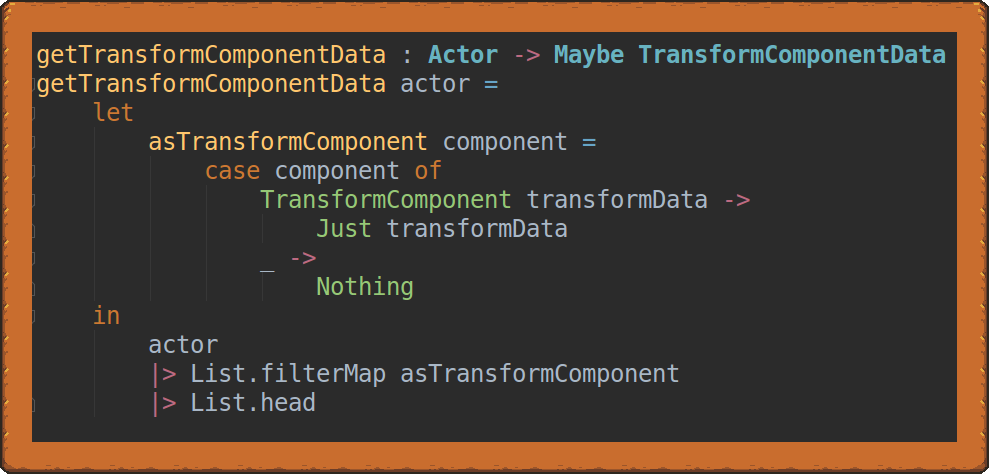 getTransformComponentData : Actor -> Maybe TransformComponentData
getTransformComponentData actor =
    let
        asTransformComponent component =
            case component of
                TransformComponent transformData ->
                    Just transformData
                _ ->
                    Nothing
    in
        actor
        |> List.filterMap asTransformComponent
        |> List.head